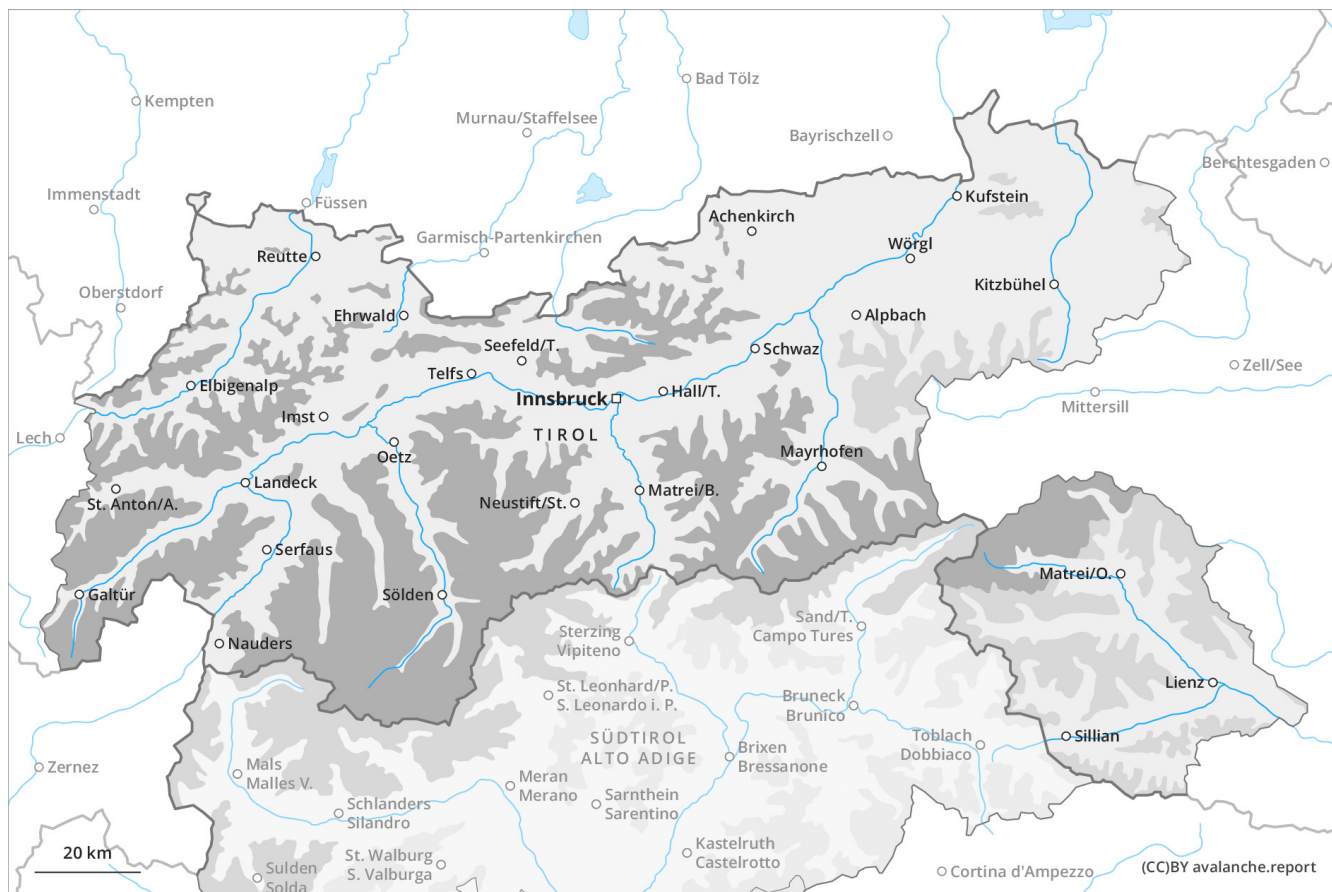 Kempten
Bad Tölz
Murnau/Staffelsee
Bayrischzell
Berchtesgaden
Immenstadt
Füssen
Kufstein
Achenkirch
Garmisch-Partenkirchen
Wörgl
Reutte
Oberstdorf
Kitzbühel
Ehrwald
Alpbach
Seefeld/T.
Schwaz
Zell/See
Telfs
Elbigenalp
Innsbruck
Hall/T.
Mittersill
Imst
TIROL
Lech
Oetz
Mayrhofen
Landeck
Matrei/B.
St. Anton/A.
Neustift/St.
Serfaus
Matrei/O.
Galtür
Sölden
Sand/T.
Campo Tures
Sterzing
Vipiteno
Nauders
Lienz
St. Leonhard/P.
S. Leonardo i. P.
Bruneck
Brunico
Sillian
SÜDTIROL
ALTO ADIGE
Toblach
Dobbiaco
Brixen
Bressanone
Zernez
Mals
Malles V.
Meran
Merano
Schlanders
Silandro
Sarnthein
Sarentino
Kastelruth
Castelrotto
20 km
St. Walburg
S. Valburga
Sulden
Solda
Cortina d'Ampezzo
(CC)BY avalanche.report